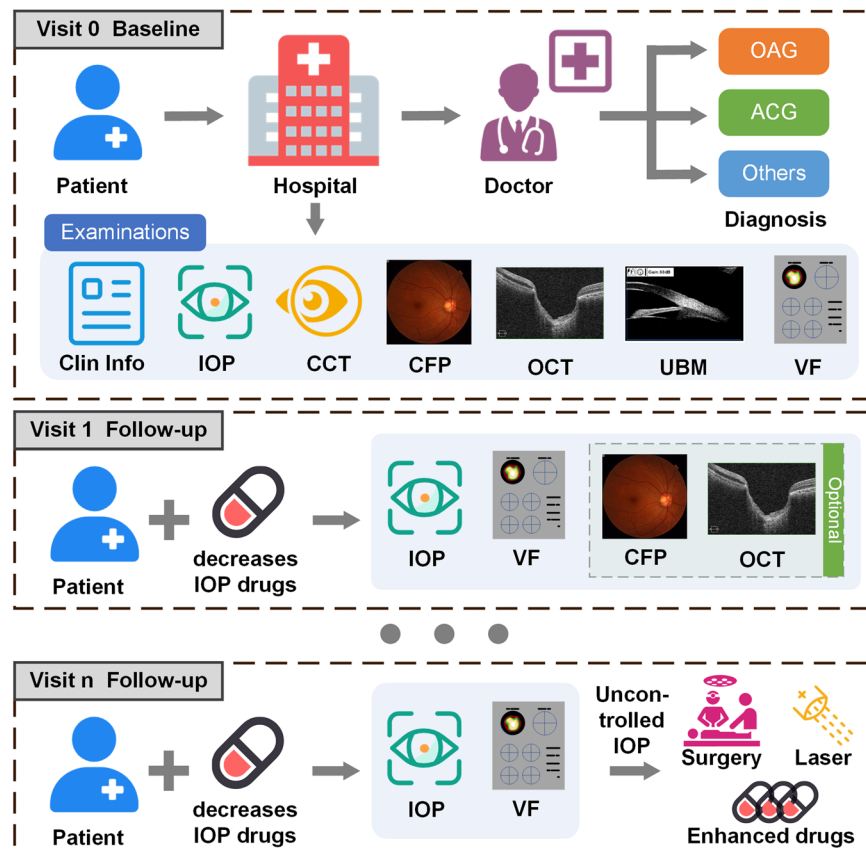 Visit 0 Baseline
Patient
Hospital
Doctor
OAG
ACG
Others
Diagnosis
Examinations
Clin Info
IOP
CCT
CFP
OCT
UBM
VF
Visit 1 Follow-up
Patient
decreases
IOP drugs
IOP
VF
CFP
OCT
Optional
Visit n Follow-up
Patient
decreases
IOP drugs
IOP
VF
Uncon-
trolled
IOP
Surgery
Laser
Enhanced drugs